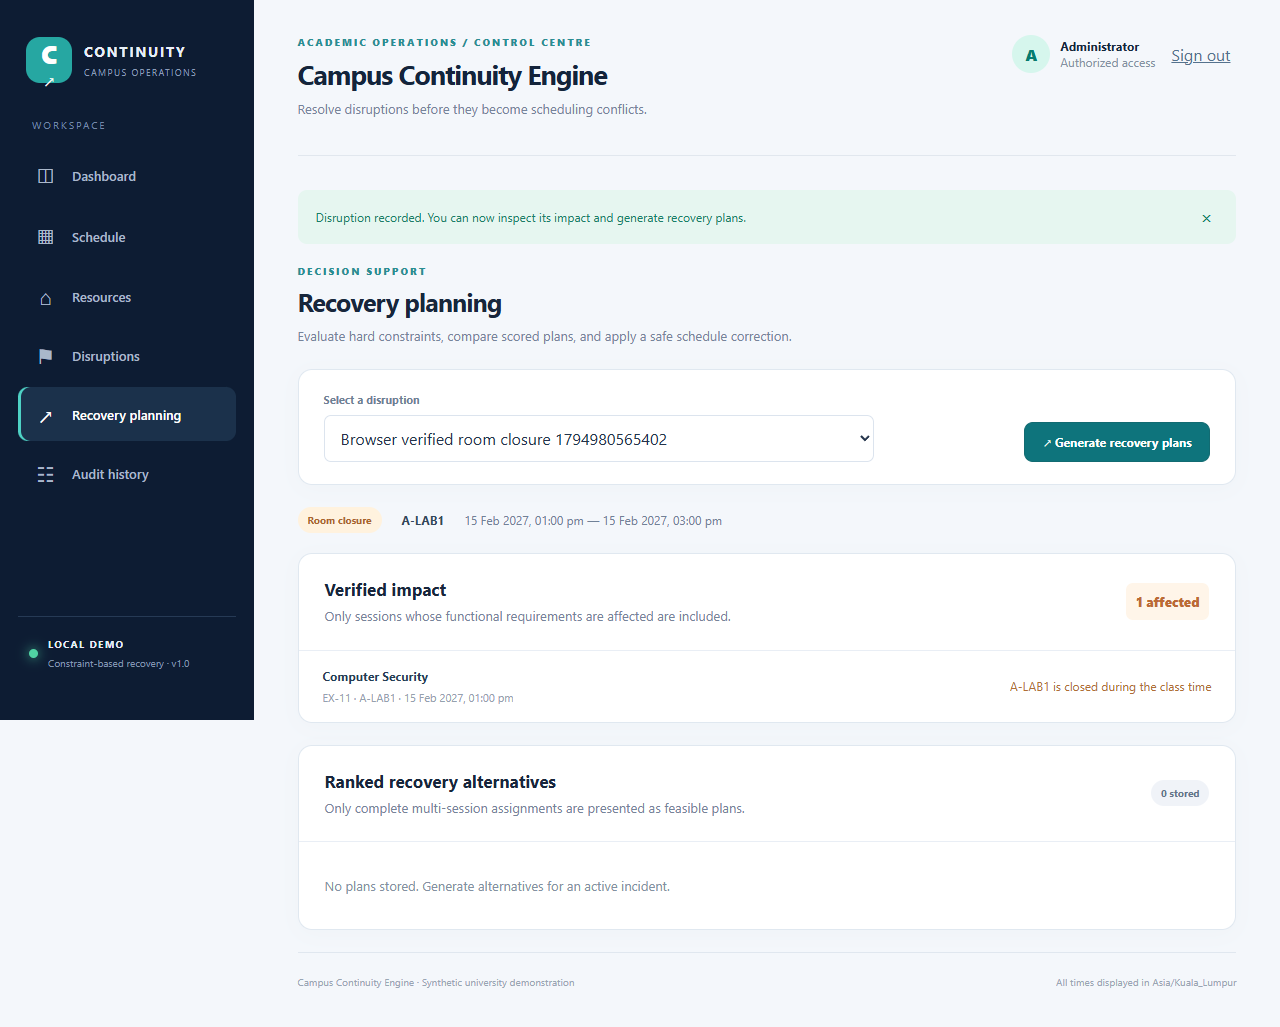 C
CONTINUITY
CAMPUS OPERATIONS
WORKSPACE
Dashboard
Schedule
Resources
Disruptions
Recovery planning
Audit history
LOCAL DEMO
Constraint-based recovery · v1.0
ACADEMIC OPERATIONS / CONTROL CENTRE
Campus Continuity Engine
Resolve disruptions before they become scheduling conflicts.
A
Administrator
Authorized access
Sign out
Disruption recorded. You can now inspect its impact and generate recovery plans.
×
DECISION SUPPORT
Recovery planning
Evaluate hard constraints, compare scored plans, and apply a safe schedule correction.
Select a disruption
Browser verified room closure 1794980565402
↗ Generate recovery plans
Room closure A-LAB1 15 Feb 2027, 01:00 pm — 15 Feb 2027, 03:00 pm
Verified impact
Only sessions whose functional requirements are affected are included.
1 affected
Computer Security
EX-11 · A-LAB1 · 15 Feb 2027, 01:00 pm
A-LAB1 is closed during the class time
Ranked recovery alternatives
Only complete multi-session assignments are presented as feasible plans.
0 stored
No plans stored. Generate alternatives for an active incident.
Campus Continuity Engine · Synthetic university demonstration
All times displayed in Asia/Kuala_Lumpur